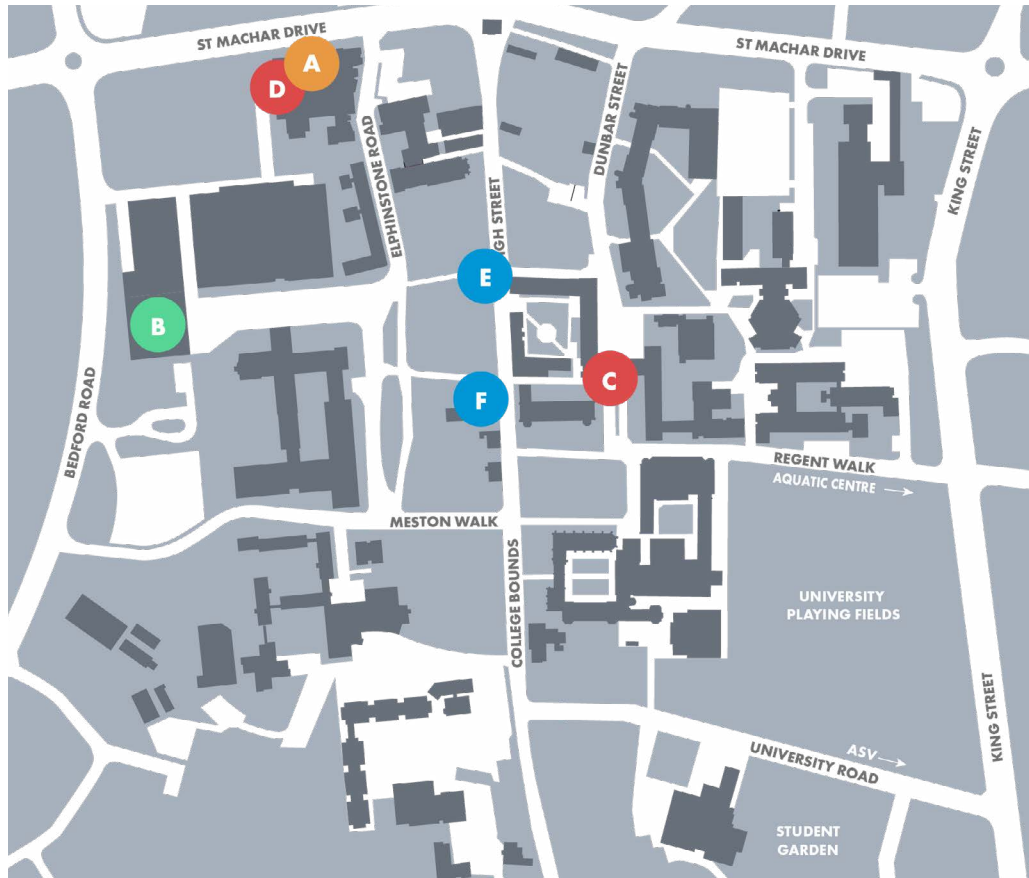 ST MACHAR DRIVE
ST MACHAR DRIVE
A
D
ELPHINSTONE ROAD
DUNBAR STREET
KING STREET
IGH STREET
E
B
C
F
BEDFORD ROAD
REGENT WALK
AQUATIC CENTRE →
MESTON WALK
COLLEGE BOUNDS
UNIVERSITY
PLAYING FIELDS
KING STREET
ASV →
UNIVERSITY ROAD
STUDENT
GARDEN